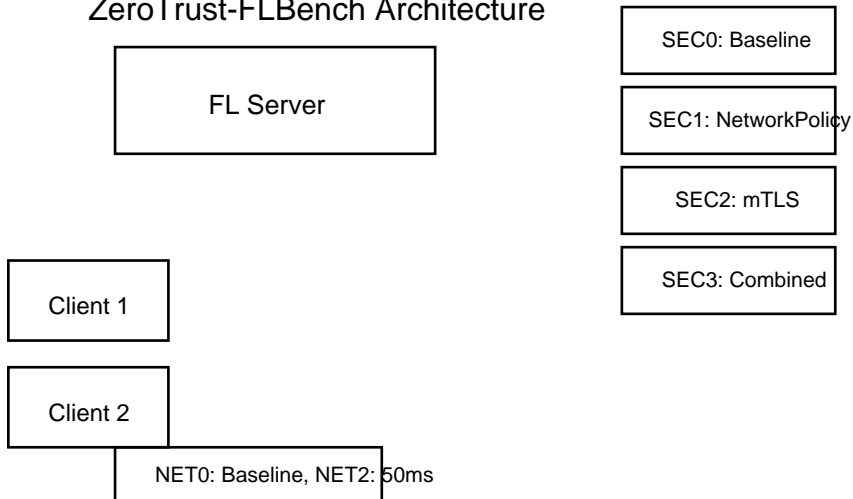 ZeroTrust-FLBench Architecture
FL Server
SEC0: Baseline
SEC1: NetworkPolicy
SEC2: mTLS
SEC3: Combined
Client 1
Client 2
NET0: Baseline, NET2: 50ms